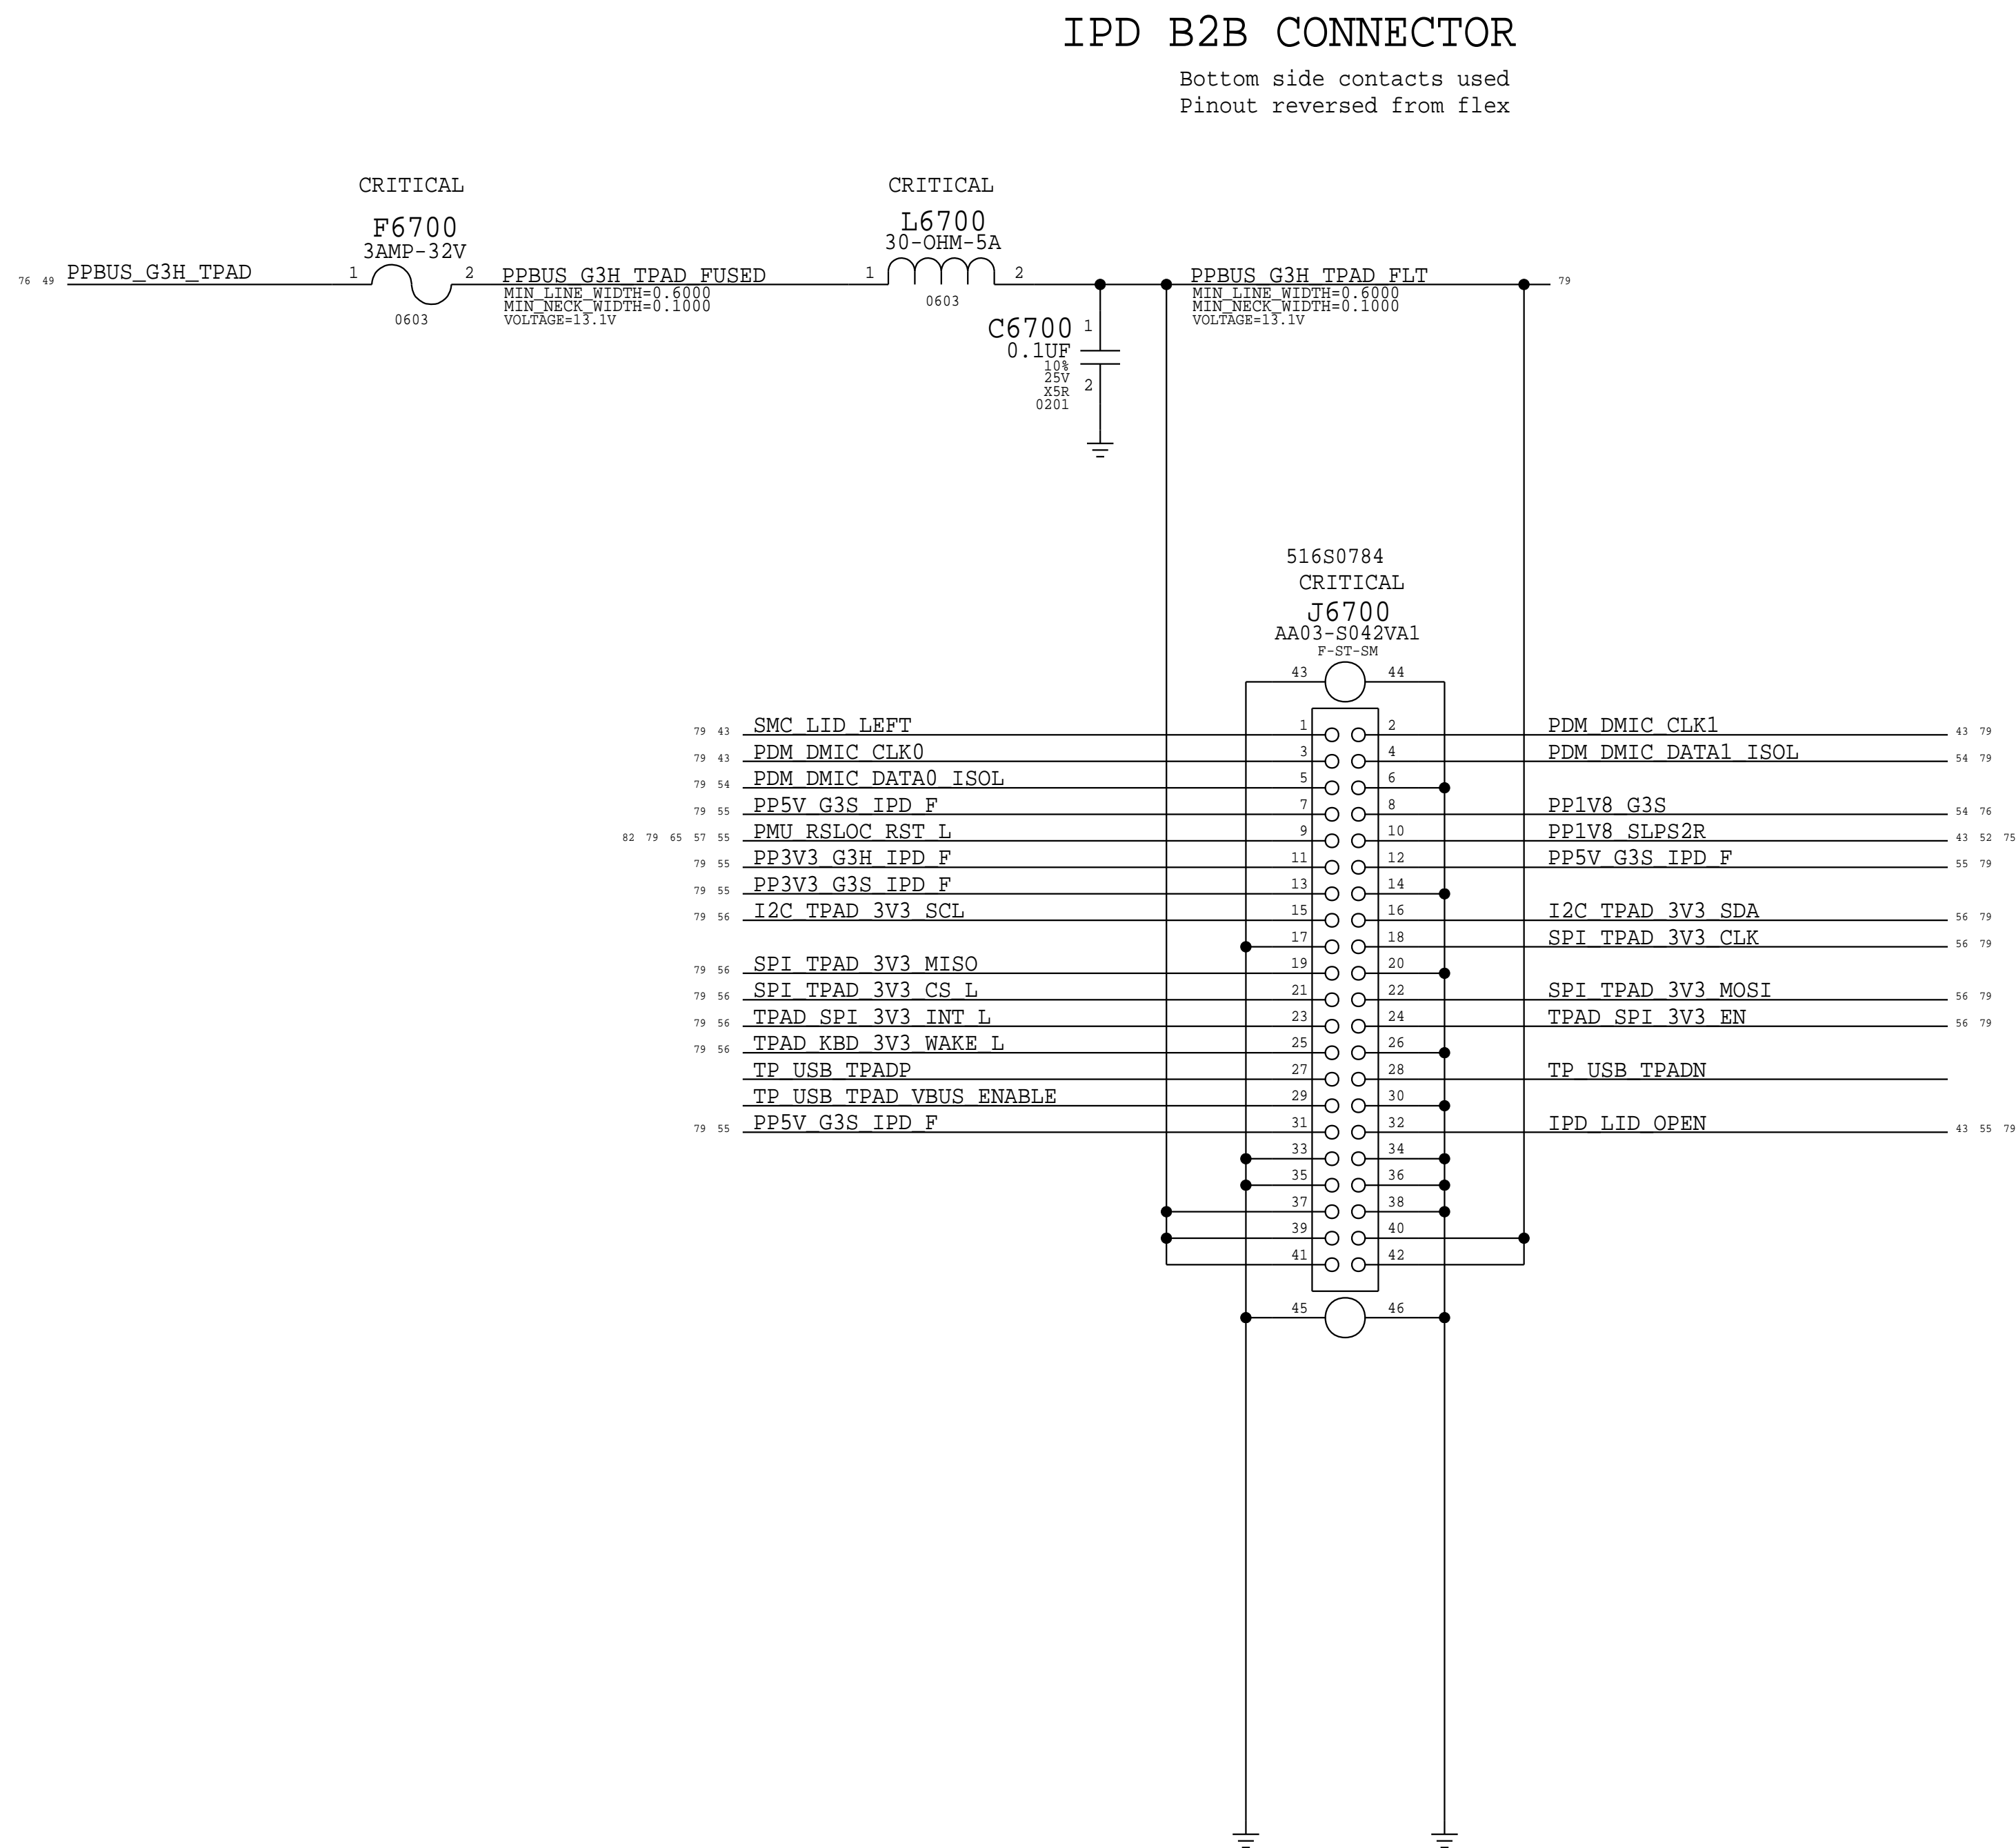 IPD B2B CONNECTOR
Bottom side contacts used
Pinout reversed from flex
CRITICAL
F6700
3AMP-32V
76 49 PPBUS_G3H_TPAD 1 2
0603
PPBUS_G3H_TPAD_FUSED
MIN_LINE_WIDTH=0.6000
MIN_NECK_WIDTH=0.1000
VOLTAGE=13.1V
CRITICAL
L6700
30-OHM-5A
1 2
0603
PPBUS_G3H_TPAD_FLT 79
MIN_LINE_WIDTH=0.6000
MIN_NECK_WIDTH=0.1000
VOLTAGE=13.1V
C6700 1
0.1UF
10%
25V
X5R 2
0201
516S0784
CRITICAL
J6700
AA03-S042VA1
F-ST-SM
43 44
79 43 SMC_LID_LEFT 1 2 PDM_DMIC_CLK1 43 79
79 43 PDM_DMIC_CLK0 3 4 PDM_DMIC_DATA1_ISOL 54 79
79 54 PDM_DMIC_DATA0_ISOL 5 6
79 55 PP5V_G3S_IPD_F 7 8 PP1V8_G3S 54 76
82 79 65 57 55 PMU_RSLOC_RST_L 9 10 PP1V8_SLPS2R 43 52 75
79 55 PP3V3_G3H_IPD_F 11 12 PP5V_G3S_IPD_F 55 79
79 55 PP3V3_G3S_IPD_F 13 14
79 56 I2C_TPAD_3V3_SCL 15 16 I2C_TPAD_3V3_SDA 56 79
17 18 SPI_TPAD_3V3_CLK 56 79
79 56 SPI_TPAD_3V3_MISO 19 20
79 56 SPI_TPAD_3V3_CS_L 21 22 SPI_TPAD_3V3_MOSI 56 79
79 56 TPAD_SPI_3V3_INT_L 23 24 TPAD_SPI_3V3_EN 56 79
79 56 TPAD_KBD_3V3_WAKE_L 25 26
TP_USB_TPADP 27 28 TP_USB_TPADN
TP_USB_TPAD_VBUS_ENABLE 29 30
79 55 PP5V_G3S_IPD_F 31 32 IPD_LID_OPEN 43 55 79
33 34
35 36
37 38
39 40
41 42
45 46